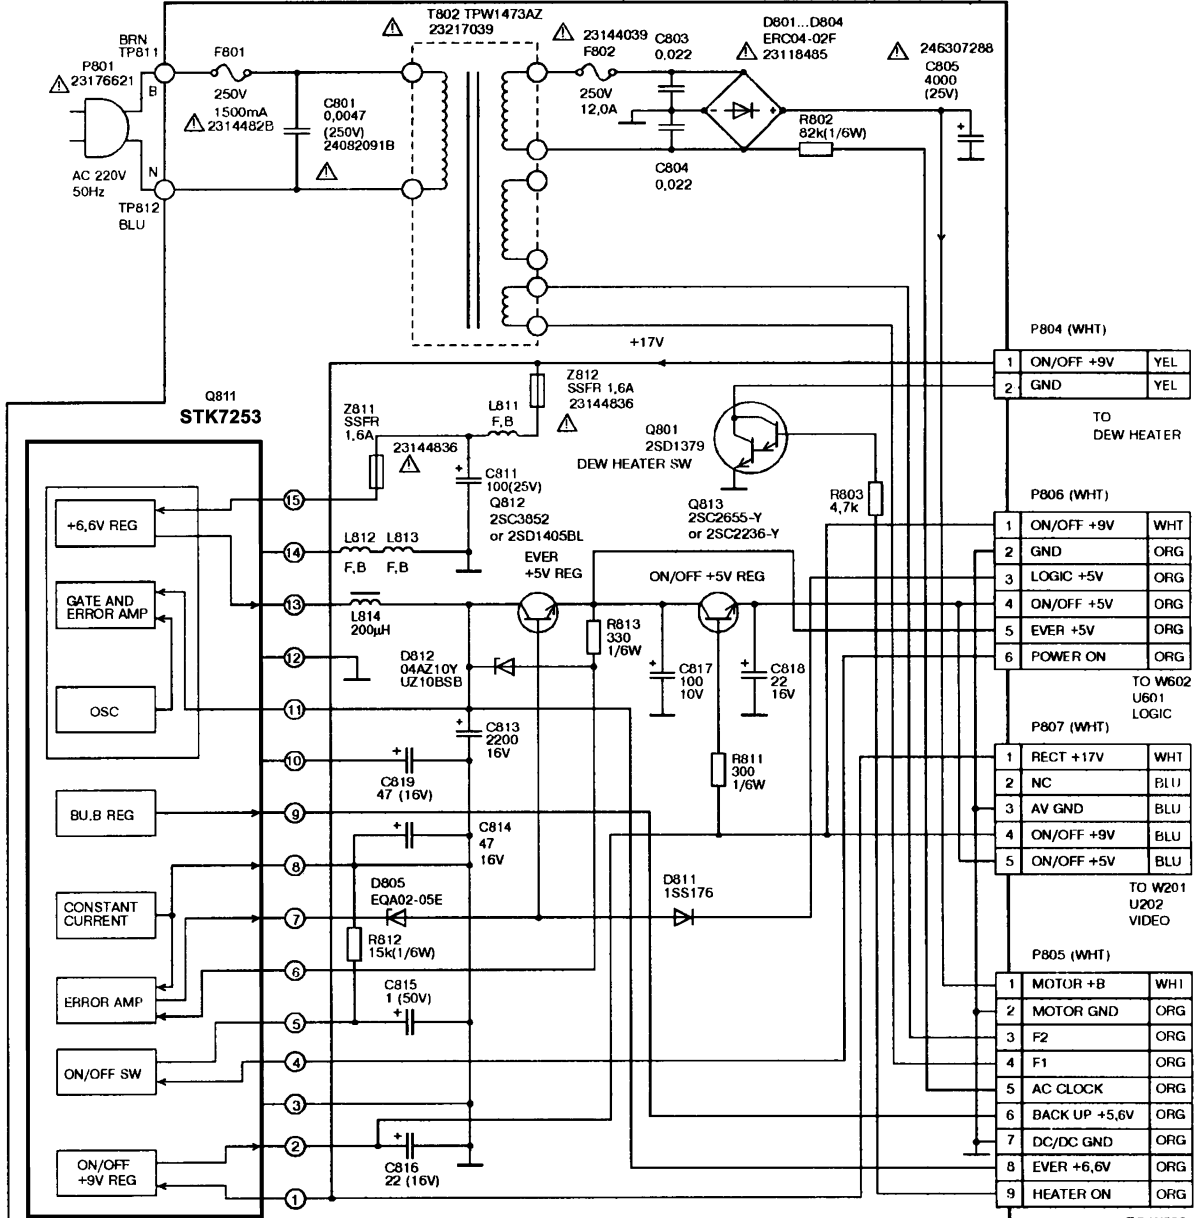 T802 TPW1473AZ
23217039
BRN
TP811
P801
23176621
B
F801
250V
1500mA
2314482B
C801
0,0047
(250V)
24082091B
N
AC 220V
50Hz
TP812
BLU
23144039
F802
250V
12,0A
C803
0,022
C804
0,022
D801...D804
ERC04-02F
23118485
- +
R802
82k(1/6W)
246307288
C805
4000
(25V)
+
+17V
Q811
STK7253
Z811
SSFR
1,6A
23144836
L811
F,B
Z812
SSFR 1,6A
23144836
+
C811
100(25V)
Q812
2SC3852
or 2SD1405BL
Q801
2SD1379
DEW HEATER SW
Q813
2SC2655-Y
or 2SC2236-Y
R803
4,7k
L812
F,B
L813
F,B
EVER
+5V REG
ON/OFF +5V REG
L814
200µH
R813
330
1/6W
D812
04AZ10Y
UZ10BSB
+
C817
100
10V
+
C818
22
16V
+
C813
2200
16V
+
C819
47 (16V)
R811
300
1/6W
+
C814
47
16V
D805
EQA02-05E
D811
1SS176
R812
15k(1/6W)
C815
1 (50V)
+
+
C816
22 (16V)
+6,6V REG
GATE AND
ERROR AMP
OSC
BU.B REG
CONSTANT
CURRENT
ERROR AMP
ON/OFF SW
ON/OFF
+9V REG
15
14
13
12
11
10
9
8
7
6
5
4
3
2
1
P804 (WHT)
1 ON/OFF +9V YEL
2 GND YEL
TO
DEW HEATER
P806 (WHT)
1 ON/OFF +9V WHT
2 GND ORG
3 LOGIC +5V ORG
4 ON/OFF +5V ORG
5 EVER +5V ORG
6 POWER ON ORG
TO W602
U601
LOGIC
P807 (WHT)
1 RECT +17V WHT
2 NC BLU
3 AV GND BLU
4 ON/OFF +9V BLU
5 ON/OFF +5V BLU
TO W201
U202
VIDEO
P805 (WHT)
1 MOTOR +B WHT
2 MOTOR GND ORG
3 F2 ORG
4 F1 ORG
5 AC CLOCK ORG
6 BACK UP +5,6V ORG
7 DC/DC GND ORG
8 EVER +6,6V ORG
9 HEATER ON ORG